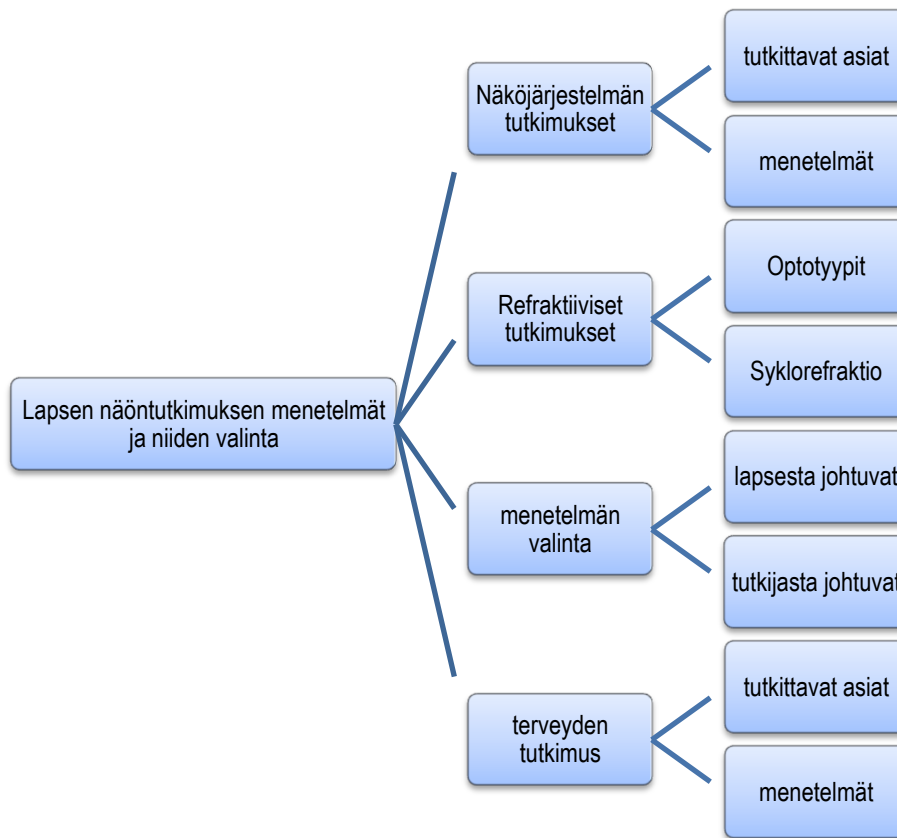 Lapsen näöntutkimuksen menetelmät
ja niiden valinta
Näköjärjestelmän
tutkimukset
tutkittavat asiat
menetelmät
Refraktiiviset
tutkimukset
Optotyypit
Syklorefraktio
menetelmän
valinta
lapsesta johtuvat
tutkijasta johtuvat
terveyden
tutkimus
tutkittavat asiat
menetelmät